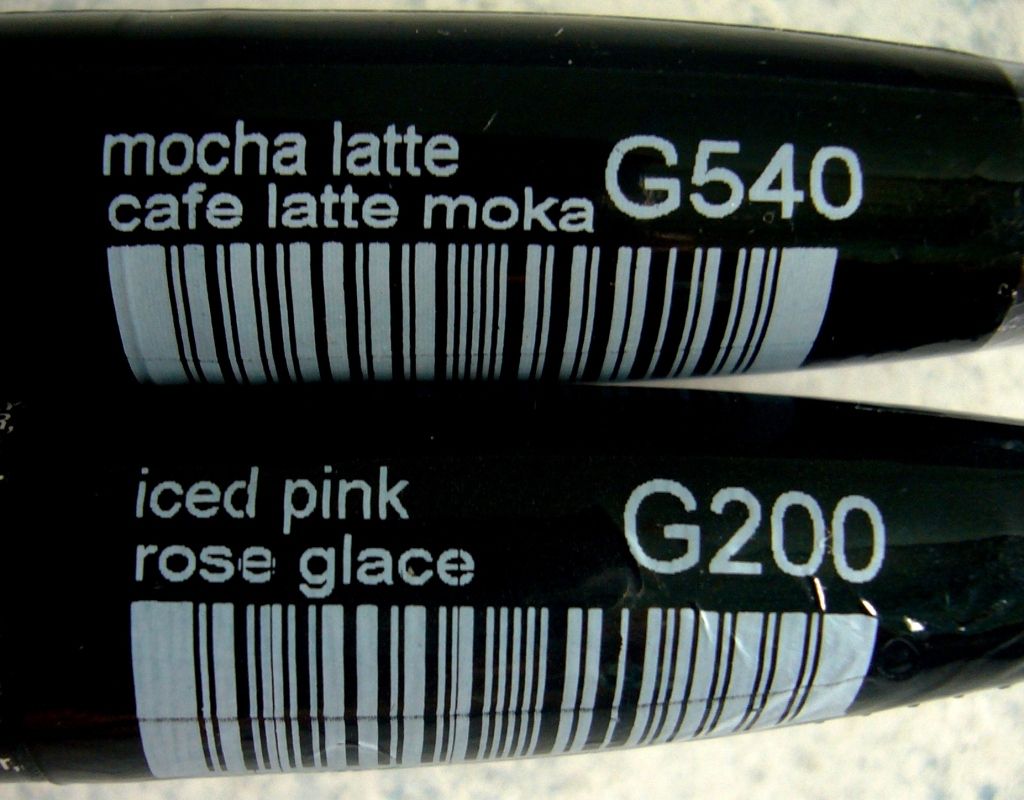 mocha latte
cafe latte moka
G540
iced pink
rose glace
G200